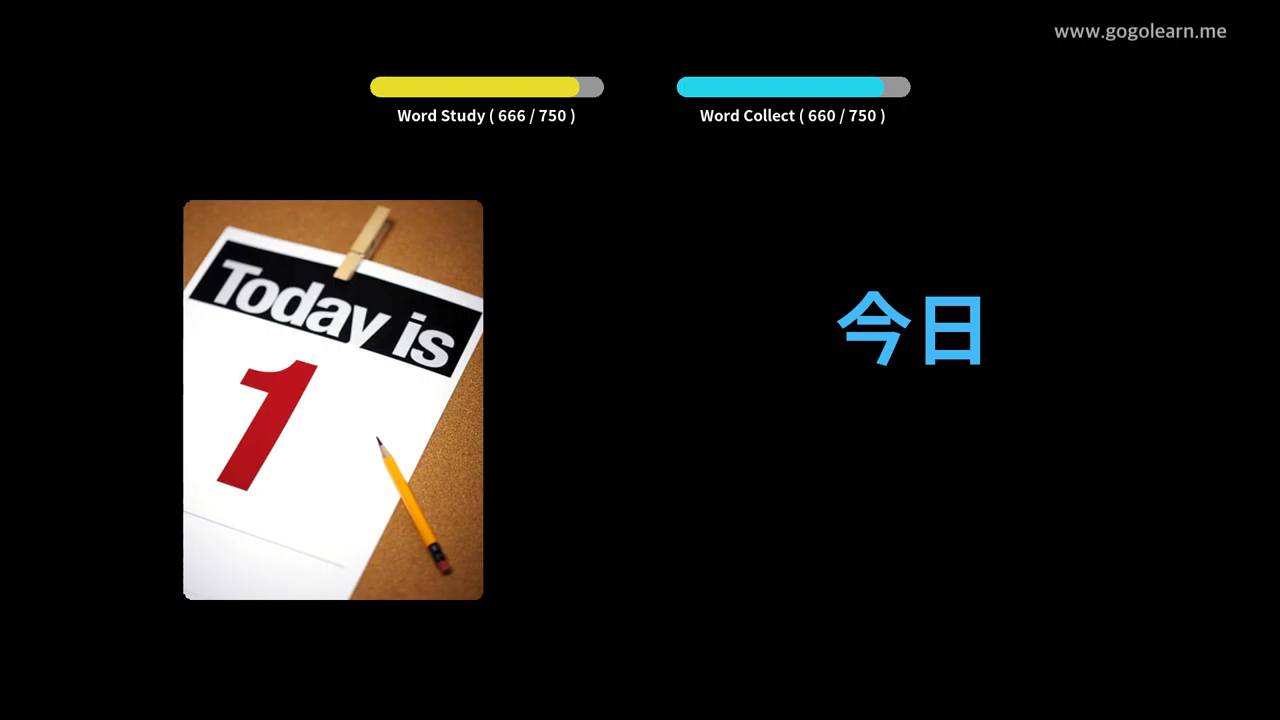 www.gogolearn.me
Word Study ( 666 / 750 )
Word Collect ( 660 / 750 )
Today is
1
今日